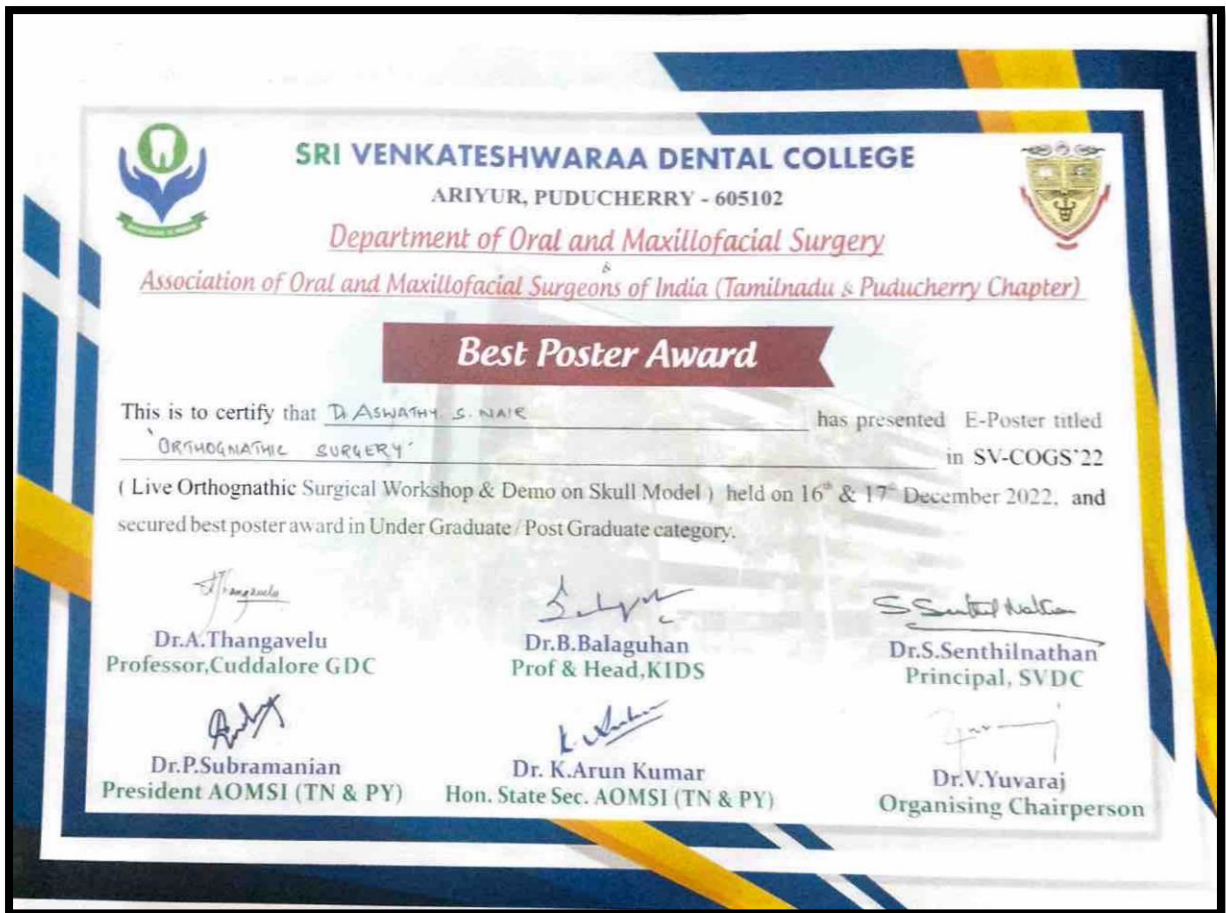 SRI VENKATESHWARAA DENTAL COLLEGE
ARIYUR, PUDUCHERRY - 605102
Department of Oral and Maxillofacial Surgery
&
Association of Oral and Maxillofacial Surgeons of India (Tamilnadu & Puducherry Chapter)
Best Poster Award
This is to certify that Dr ASWATHY S. NAIR has presented E-Poster titled
'ORTHOGNATHIC SURGERY' in SV-COGS'22
( Live Orthognathic Surgical Workshop & Demo on Skull Model ) held on 16th & 17th December 2022, and
secured best poster award in Under Graduate / Post Graduate category.
Thangavelu
S Senthil Nathan
Dr.A.Thangavelu
Professor,Cuddalore GDC
Dr.B.Balaguhan
Prof & Head,KIDS
Dr.S.Senthilnathan
Principal, SVDC
Dr.P.Subramanian
President AOMSI (TN & PY)
Dr. K.Arun Kumar
Hon. State Sec. AOMSI (TN & PY)
Dr.V.Yuvaraj
Organising Chairperson